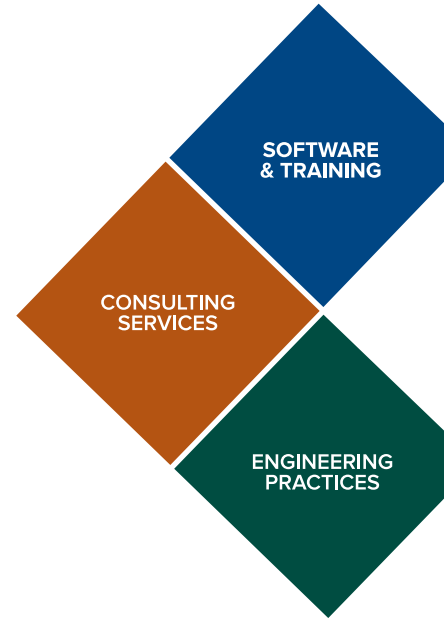 SOFTWARE
& TRAINING
CONSULTING
SERVICES
ENGINEERING
PRACTICES